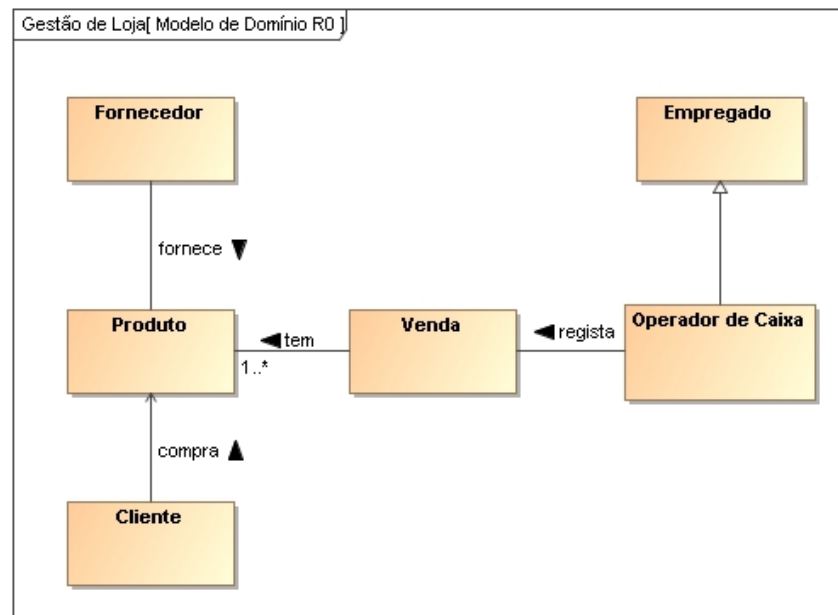 Gestão de Loja[ Modelo de Domínio R0 ]
Fornecedor
Empregado
fornece
Produto
tem
1..*
Venda
regista
Operador de Caixa
compra
Cliente